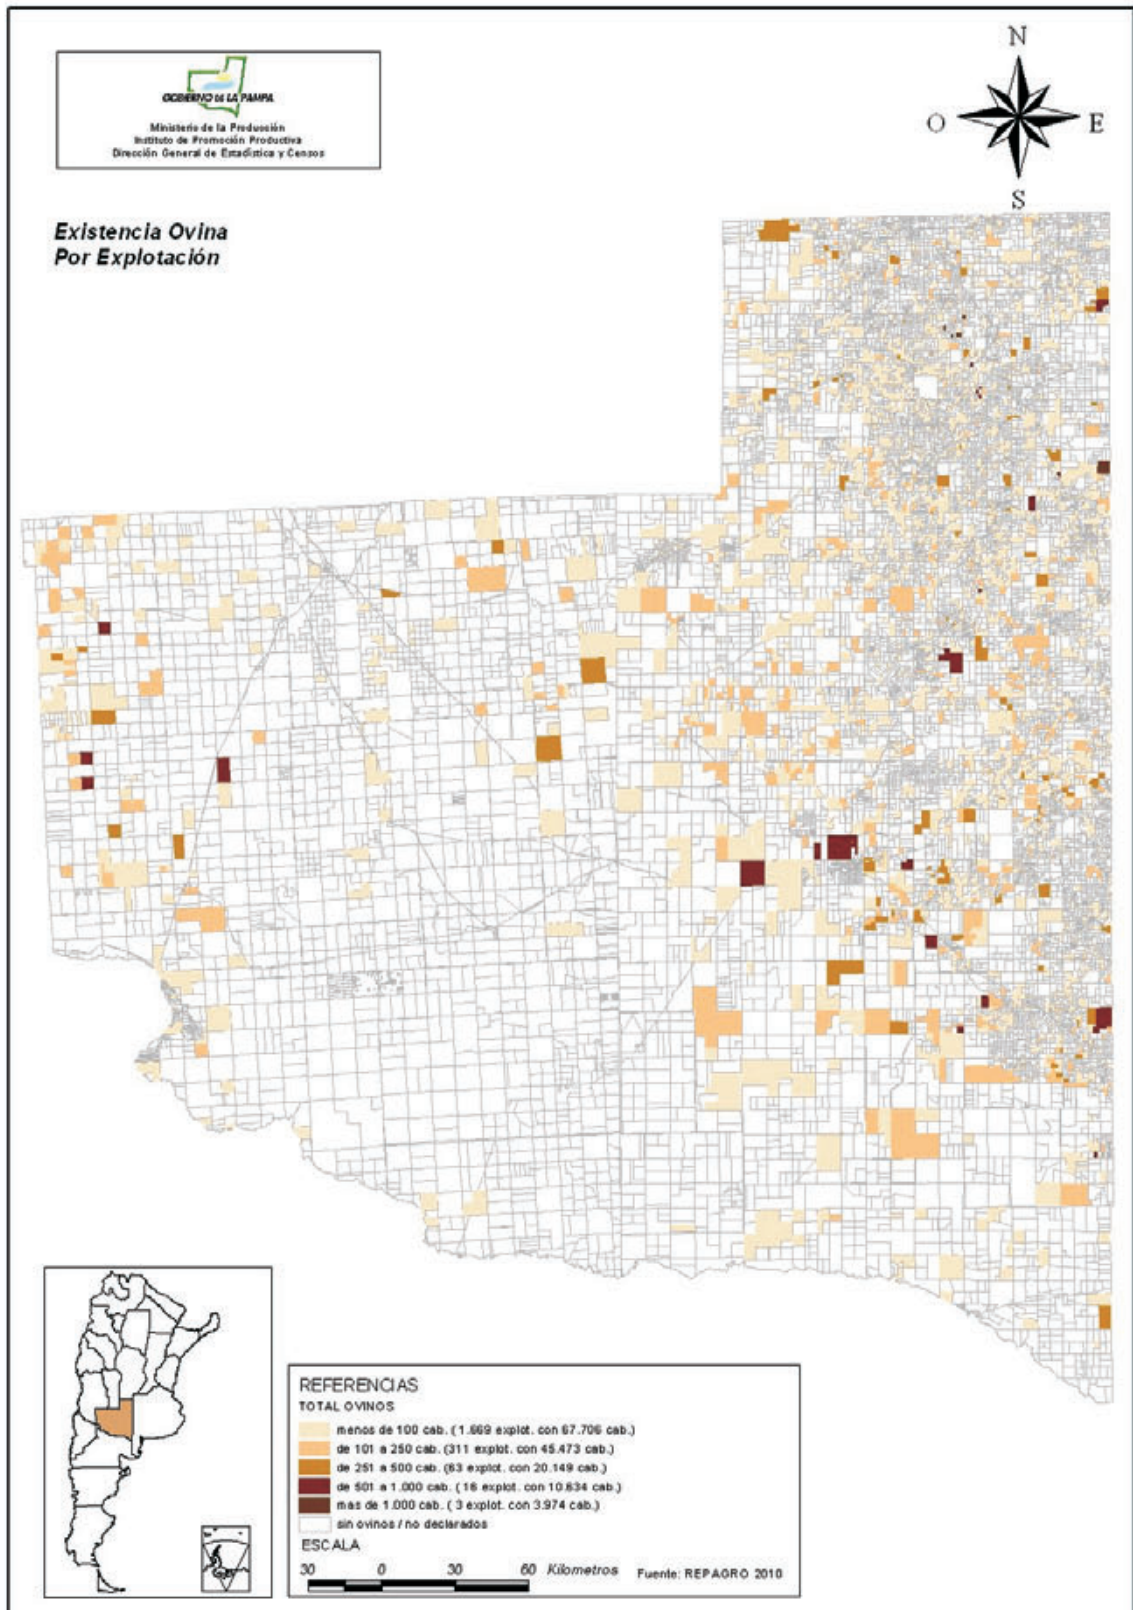 GOBIERNO DE LA PAMPA
Ministerio de la Producción
Instituto de Promoción Productiva
Dirección General de Estadística y Censos
N
O
E
S
Existencia Ovina
Por Explotación
REFERENCIAS
TOTAL OVINOS
menos de 100 cab. ( 1.669 explot. con 67.706 cab.)
de 101 a 250 cab. (311 explot. con 45.473 cab.)
de 251 a 500 cab. (63 explot. con 20.149 cab.)
de 501 a 1.000 cab. ( 16 explot. con 10.634 cab.)
mas de 1.000 cab. ( 3 explot. con 3.974 cab.)
sin ovinos / no declarados
ESCALA
30 0 30 60 Kilometros
Fuente: REPAGRO 2010